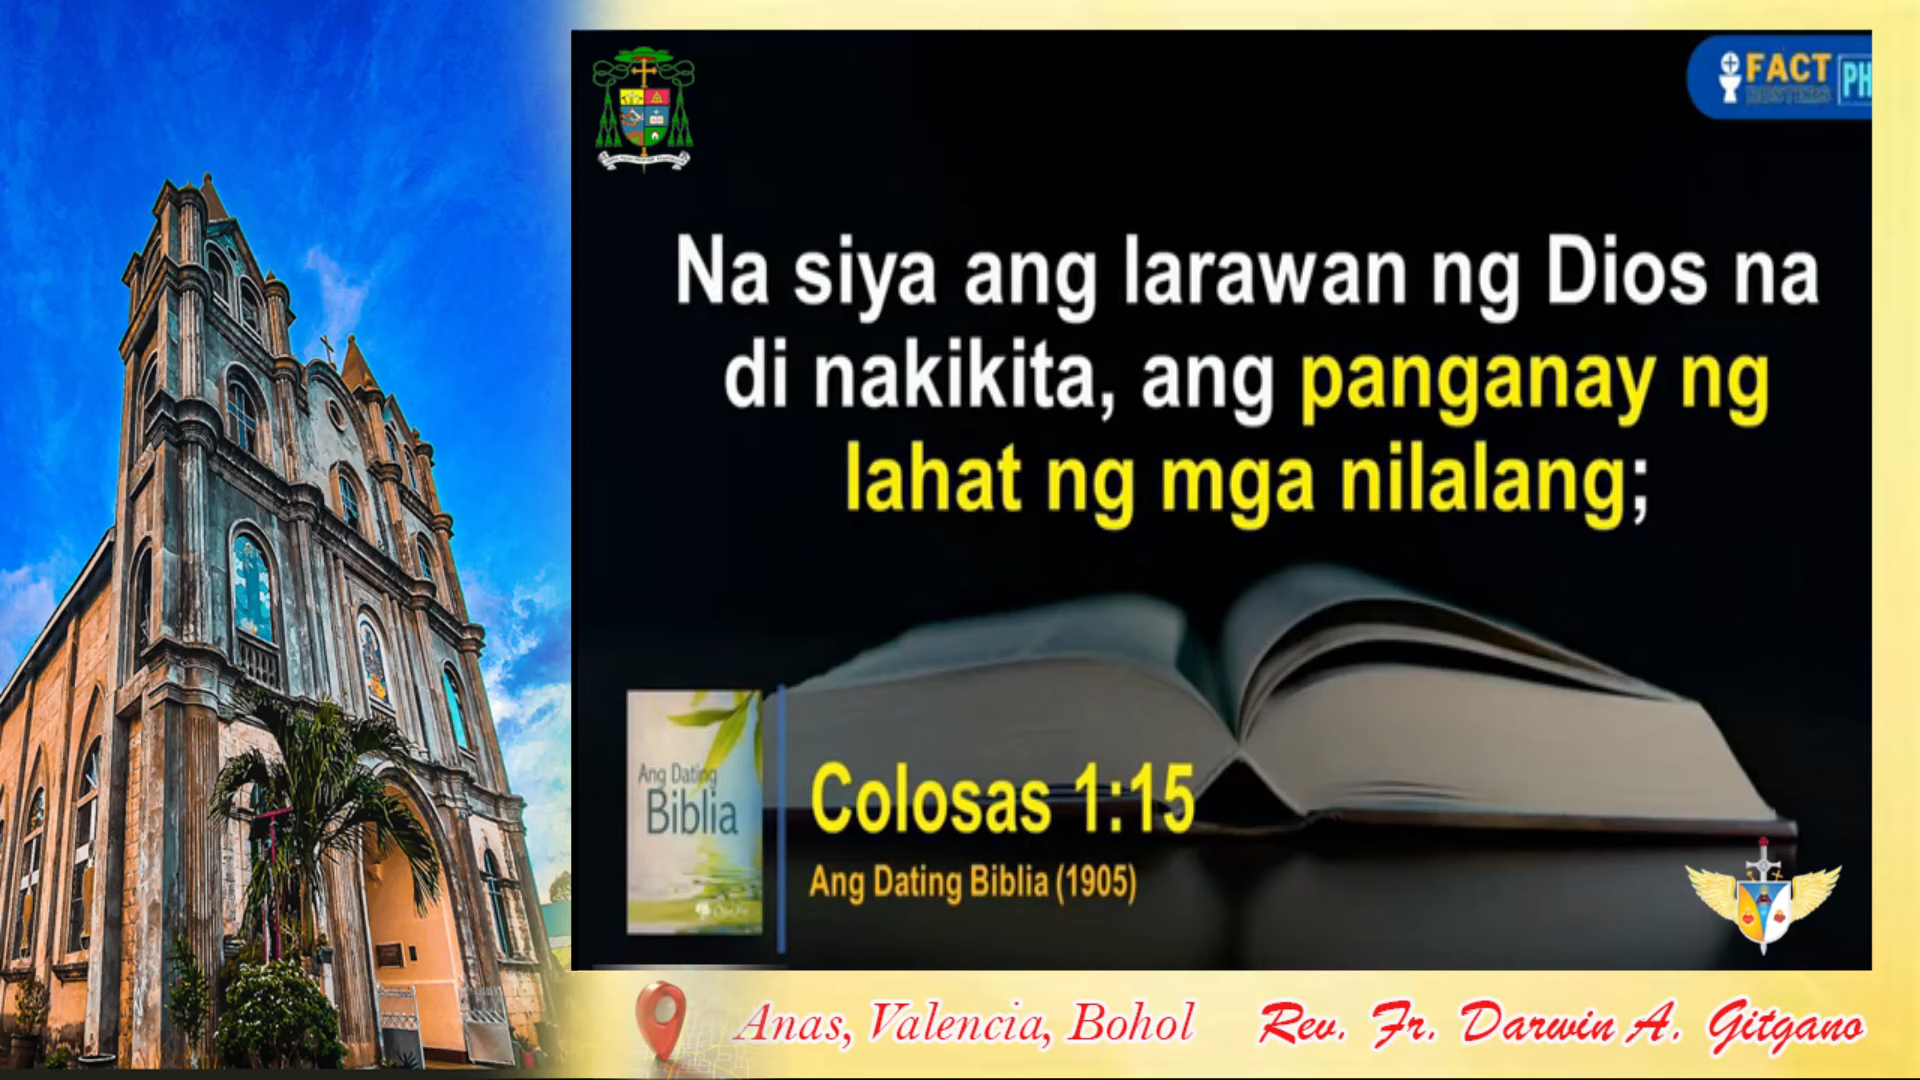 FACT
BUSTERS
PH
Na siya ang larawan ng Dios na
di nakikita, ang panganay ng
lahat ng mga nilalang;
Ang Dating
Biblia
Colosas 1:15
Ang Dating Biblia (1905)
Anas, Valencia, Bohol
Rev. Fr. Darwin A. Gitgano